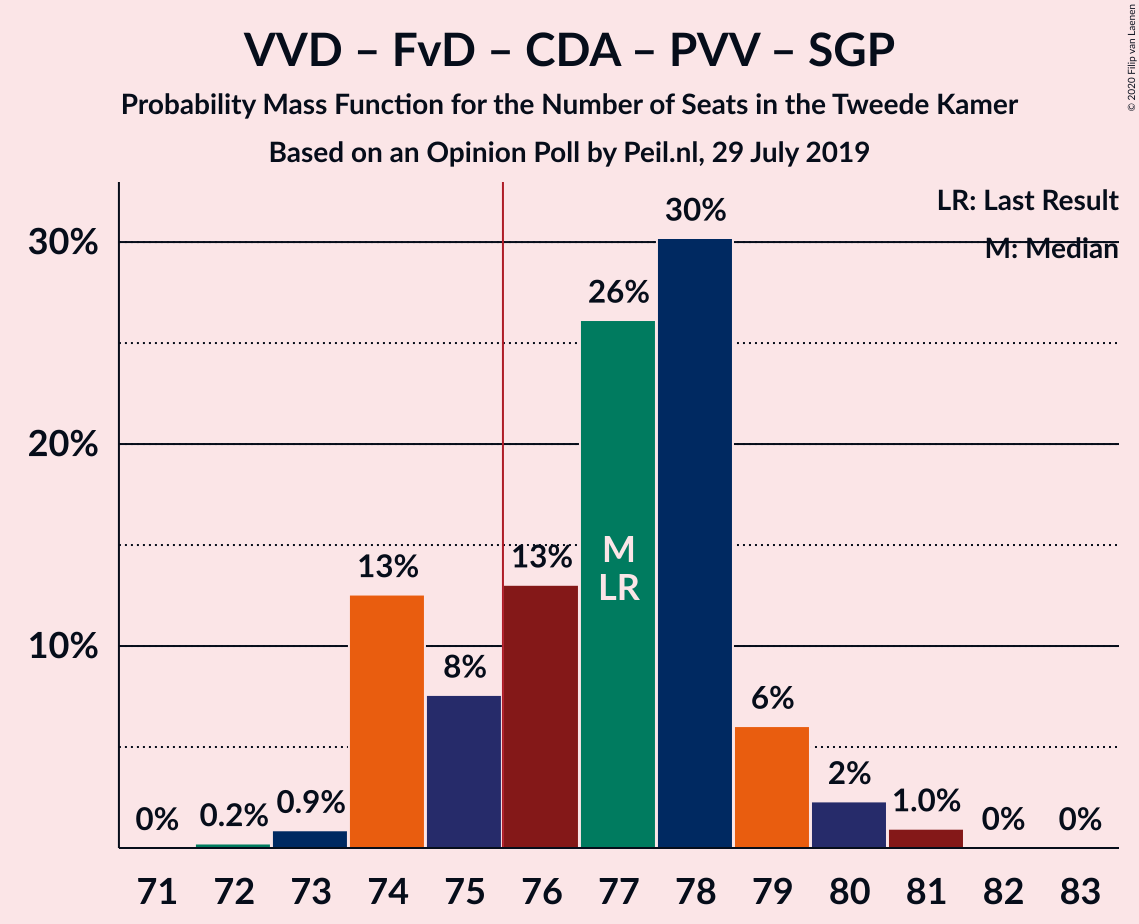 VVD – FvD – CDA – PVV – SGP
Probability Mass Function for the Number of Seats in the Tweede Kamer
Based on an Opinion Poll by Peil.nl, 29 July 2019
© 2020 Filip van Laenen
LR: Last Result
M: Median
30%
20%
10%
0%
0.2%
0.9%
13%
8%
13%
26%
30%
6%
2%
1.0%
0%
0%
M
LR
71 72 73 74 75 76 77 78 79 80 81 82 83